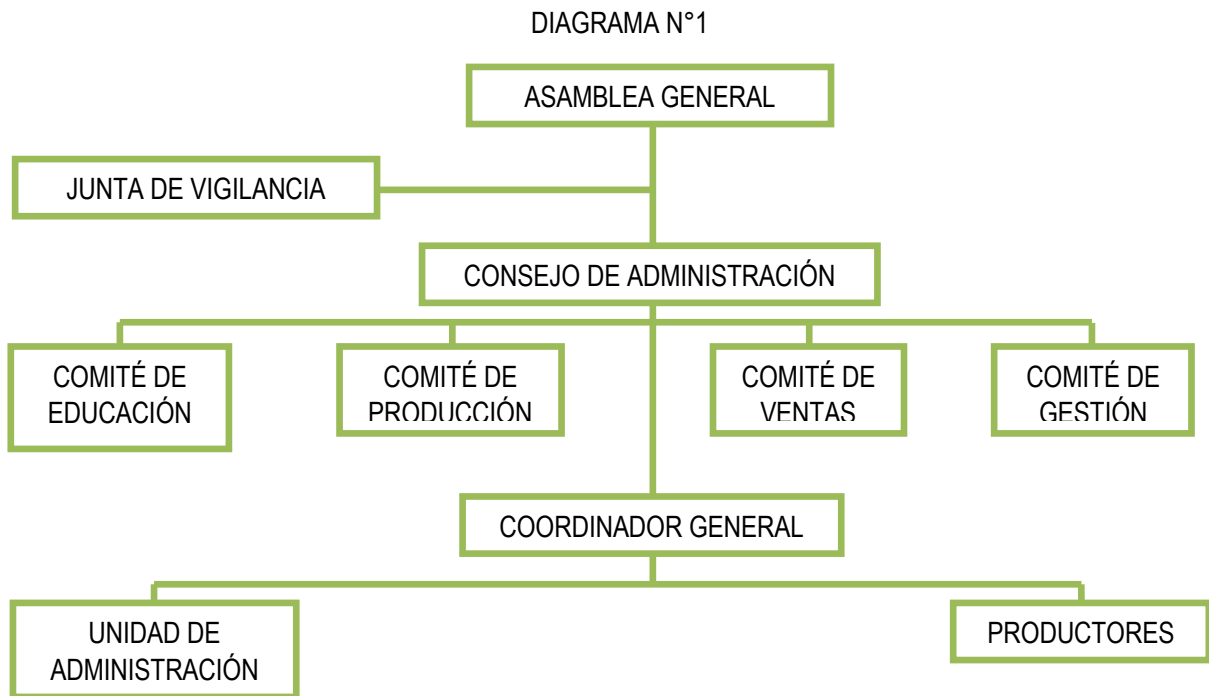 DIAGRAMA N°1
ASAMBLEA GENERAL
JUNTA DE VIGILANCIA
CONSEJO DE ADMINISTRACIÓN
COMITÉ DE
EDUCACIÓN
COMITÉ DE
PRODUCCIÓN
COMITÉ DE
VENTAS
COMITÉ DE
GESTIÓN
COORDINADOR GENERAL
UNIDAD DE
ADMINISTRACIÓN
PRODUCTORES